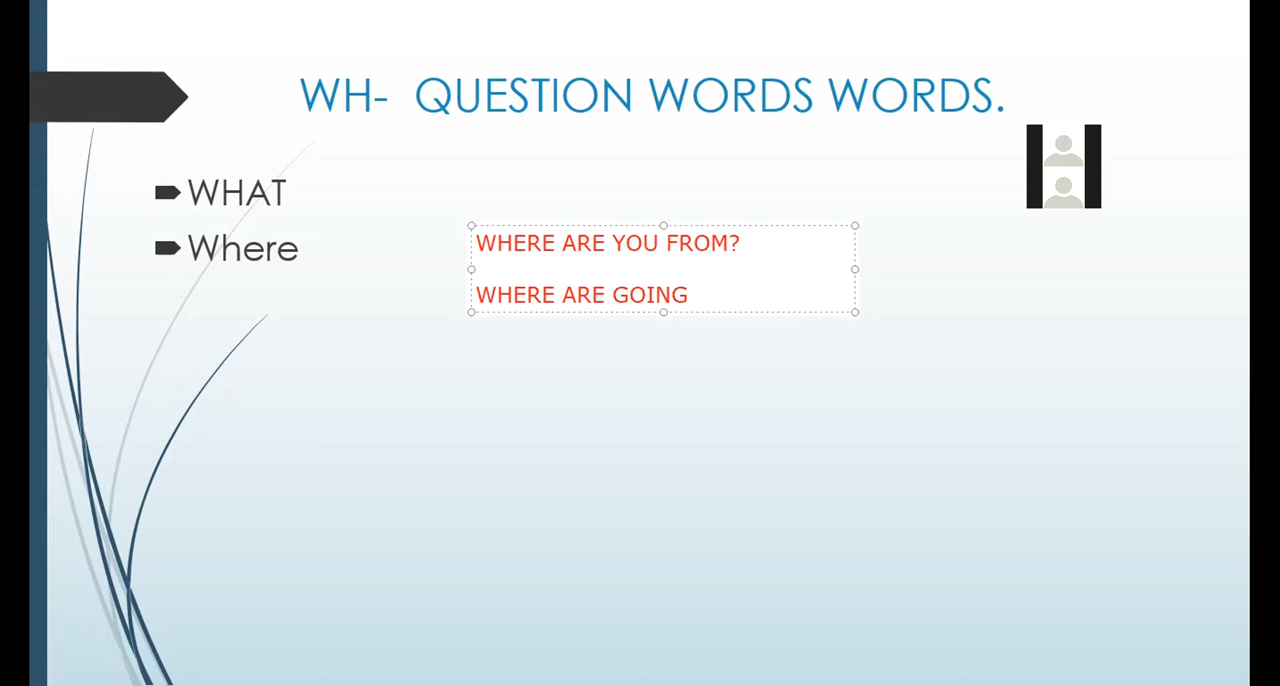 WH- QUESTION WORDS WORDS.
WHAT
Where
WHERE ARE YOU FROM?
WHERE ARE GOING